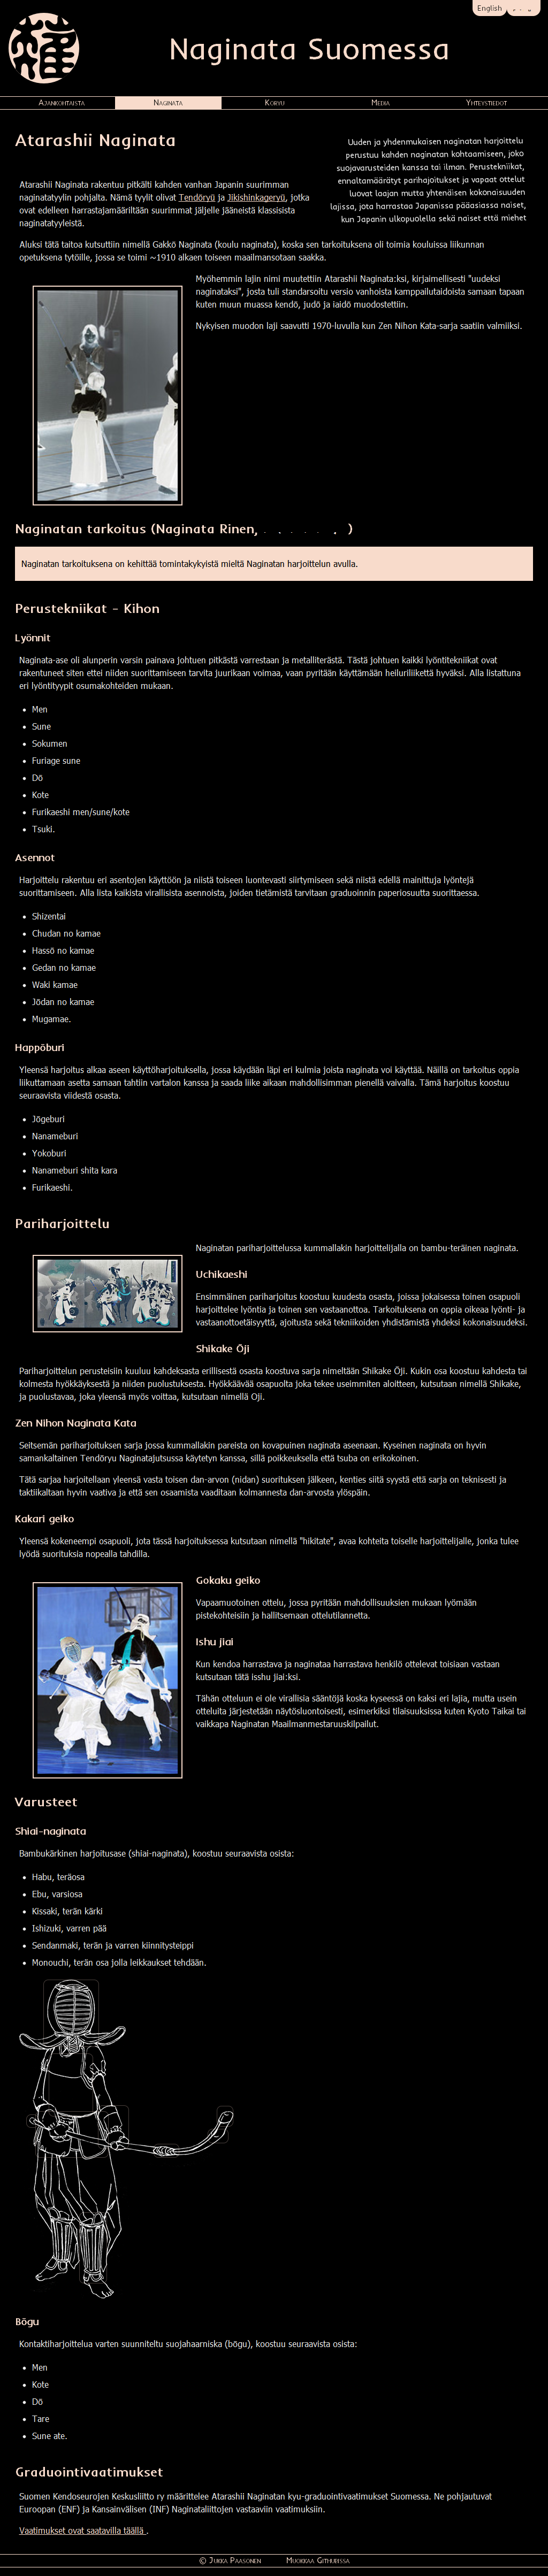 English
Naginata Suomessa
Ajankohtaista
Naginata
Koryu
Media
Yhteystiedot
Atarashii Naginata
Uuden ja yhdenmukaisen naginatan harjoittelu
perustuu kahden naginatan kohtaamiseen, joko
suojavarusteiden kanssa tai ilman. Perustekniikat,
ennaltamäärätyt pariharjoitukset ja vapaat ottelut
luovat laajan mutta yhtenäisen kokonaisuuden
lajissa, jota harrastaa Japanissa pääasiassa naiset,
kun Japanin ulkopuolella sekä naiset että miehet
Atarashii Naginata rakentuu pitkälti kahden vanhan Japanin suurimman
naginatatyylin pohjalta. Nämä tyylit olivat Tendōryū ja Jikishinkageryū, jotka
ovat edelleen harrastajamääriltään suurimmat jäljelle jääneistä klassisista
naginatatyyleistä.
Aluksi tätä taitoa kutsuttiin nimellä Gakkō Naginata (koulu naginata), koska sen tarkoituksena oli toimia kouluissa liikunnan
opetuksena tytöille, jossa se toimi ~1910 alkaen toiseen maailmansotaan saakka.
Myöhemmin lajin nimi muutettiin Atarashii Naginata:ksi, kirjaimellisesti "uudeksi
naginataksi", josta tuli standarsoitu versio vanhoista kamppailutaidoista samaan tapaan
kuten muun muassa kendō, judō ja iaidō muodostettiin.
Nykyisen muodon laji saavutti 1970-luvulla kun Zen Nihon Kata-sarja saatiin valmiiksi.
Naginatan tarkoitus (Naginata Rinen,
Naginatan tarkoituksena on kehittää tomintakykyistä mieltä Naginatan harjoittelun avulla.
Perustekniikat - Kihon
Lyönnit
Naginata-ase oli alunperin varsin painava johtuen pitkästä varrestaan ja metalliterästä. Tästä johtuen kaikki lyöntitekniikat ovat
rakentuneet siten ettei niiden suorittamiseen tarvita juurikaan voimaa, vaan pyritään käyttämään heiluriliikettä hyväksi. Alla listattuna
eri lyöntityypit osumakohteiden mukaan.
Men
Sune
Sokumen
Furiage sune
Dō
Kote
Furikaeshi men/sune/kote
Tsuki.
Asennot
Harjoittelu rakentuu eri asentojen käyttöön ja niistä toiseen luontevasti siirtymiseen sekä niistä edellä mainittuja lyöntejä
suorittamiseen. Alla lista kaikista virallisista asennoista, joiden tietämistä tarvitaan graduoinnin paperiosuutta suorittaessa.
Shizentai
Chudan no kamae
Hassō no kamae
Gedan no kamae
Waki kamae
Jōdan no kamae
Mugamae.
Happōburi
Yleensä harjoitus alkaa aseen käyttöharjoituksella, jossa käydään läpi eri kulmia joista naginata voi käyttää. Näillä on tarkoitus oppia
liikuttamaan asetta samaan tahtiin vartalon kanssa ja saada liike aikaan mahdollisimman pienellä vaivalla. Tämä harjoitus koostuu
seuraavista viidestä osasta.
Jōgeburi
Nanameburi
Yokoburi
Nanameburi shita kara
Furikaeshi.
Pariharjoittelu
Naginatan pariharjoittelussa kummallakin harjoittelijalla on bambu-teräinen naginata.
Uchikaeshi
Ensimmäinen pariharjoitus koostuu kuudesta osasta, joissa jokaisessa toinen osapuoli
harjoittelee lyöntia ja toinen sen vastaanottoa. Tarkoituksena on oppia oikeaa lyönti- ja
vastaanottoetäisyyttä, ajoitusta sekä tekniikoiden yhdistämistä yhdeksi kokonaisuudeksi.
Shikake Ōji
Pariharjoittelun perusteisiin kuuluu kahdeksasta erillisestä osasta koostuva sarja nimeltään Shikake Ōji. Kukin osa koostuu kahdesta tai
kolmesta hyökkäyksestä ja niiden puolustuksesta. Hyökkäävää osapuolta joka tekee useimmiten aloitteen, kutsutaan nimellä Shikake,
ja puolustavaa, joka yleensä myös voittaa, kutsutaan nimellä Oji.
Zen Nihon Naginata Kata
Seitsemän pariharjoituksen sarja jossa kummallakin pareista on kovapuinen naginata aseenaan. Kyseinen naginata on hyvin
samankaltainen Tendōryu Naginatajutsussa käytetyn kanssa, sillä poikkeuksella että tsuba on erikokoinen.
Tätä sarjaa harjoitellaan yleensä vasta toisen dan-arvon (nidan) suorituksen jälkeen, kenties siitä syystä että sarja on teknisesti ja
taktiikaltaan hyvin vaativa ja että sen osaamista vaaditaan kolmannesta dan-arvosta ylöspäin.
Kakari geiko
Yleensä kokeneempi osapuoli, jota tässä harjoituksessa kutsutaan nimellä "hikitate", avaa kohteita toiselle harjoittelijalle, jonka tulee
lyödä suorituksia nopealla tahdilla.
Gokaku geiko
Vapaamuotoinen ottelu, jossa pyritään mahdollisuuksien mukaan lyömään
pistekohteisiin ja hallitsemaan ottelutilannetta.
Ishu jiai
Kun kendoa harrastava ja naginataa harrastava henkilö ottelevat toisiaan vastaan
kutsutaan tätä isshu jiai:ksi.
Tähän otteluun ei ole virallisia sääntöjä koska kyseessä on kaksi eri lajia, mutta usein
otteluita järjestetään näytösluontoisesti, esimerkiksi tilaisuuksissa kuten Kyoto Taikai tai
vaikkapa Naginatan Maailmanmestaruuskilpailut.
Varusteet
Shiai-naginata
Bambukärkinen harjoitusase (shiai-naginata), koostuu seuraavista osista:
Habu, teräosa
Ebu, varsiosa
Kissaki, terän kärki
Ishizuki, varren pää
Sendanmaki, terän ja varren kiinnitysteippi
Monouchi, terän osa jolla leikkaukset tehdään.
Bōgu
Kontaktiharjoittelua varten suunniteltu suojahaarniska (bōgu), koostuu seuraavista osista:
Men
Kote
Dō
Tare
Sune ate.
Graduointivaatimukset
Suomen Kendoseurojen Keskusliitto ry määrittelee Atarashii Naginatan kyu-graduointivaatimukset Suomessa. Ne pohjautuvat
Euroopan (ENF) ja Kansainvälisen (INF) Naginataliittojen vastaaviin vaatimuksiin.
Vaatimukset ovat saatavilla täällä .
© Jukka Paasonen
Muokkaa Githubissa